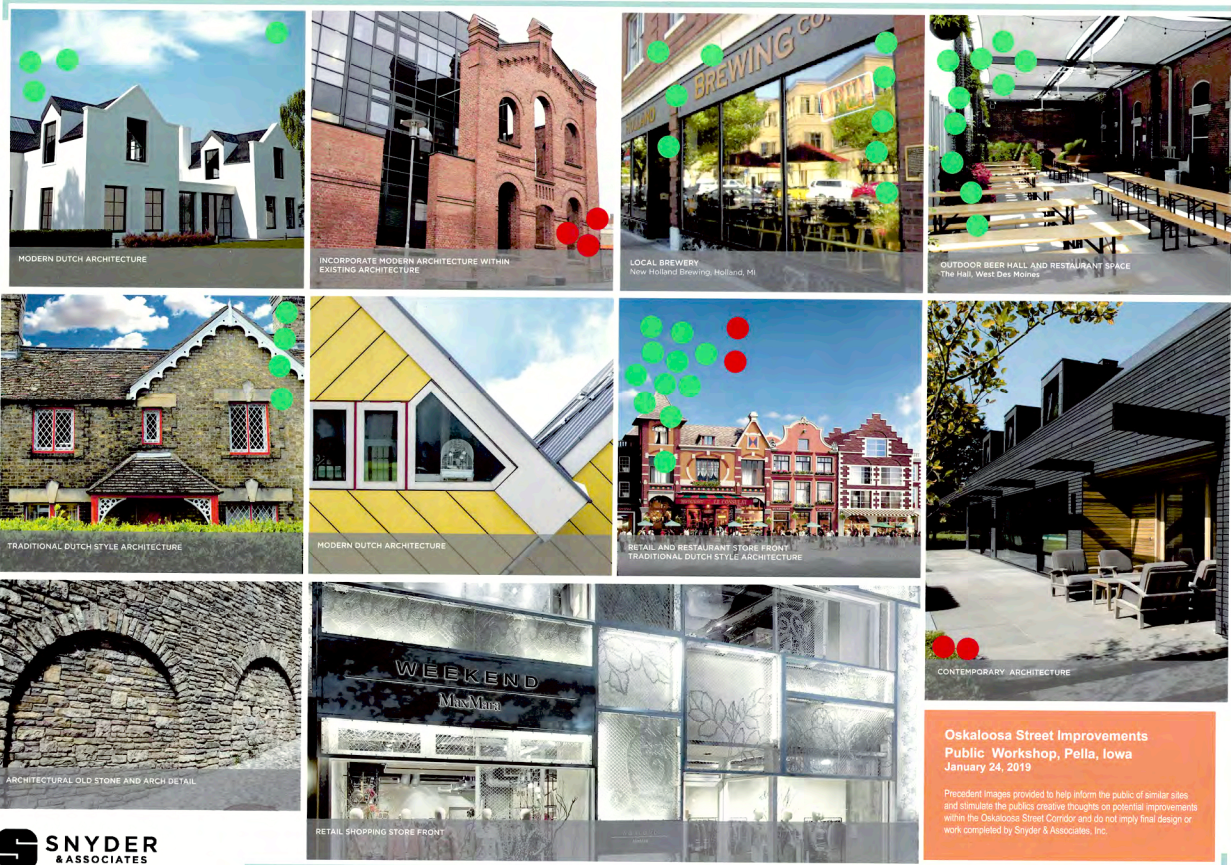 MODERN DUTCH ARCHITECTURE
INCORPORATE MODERN ARCHITECTURE WITHIN
EXISTING ARCHITECTURE
HOLLAND
BREWING CO.
LOCAL BREWERY
New Holland Brewing, Holland, MI
OUTDOOR BEER HALL AND RESTAURANT SPACE
The Hall, West Des Moines
TRADITIONAL DUTCH STYLE ARCHITECTURE
MODERN DUTCH ARCHITECTURE
RETAIL AND RESTAURANT STORE FRONT
TRADITIONAL DUTCH STYLE ARCHITECTURE
CONTEMPORARY ARCHITECTURE
ARCHITECTURAL OLD STONE AND ARCH DETAIL
WEEKEND
MaxMara
RETAIL SHOPPING STORE FRONT
Oskaloosa Street Improvements
Public Workshop, Pella, Iowa
January 24, 2019
Precedent images provided to help inform the public of similar sites
and stimulate the publics creative thoughts on potential improvements
within the Oskaloosa Street Corridor and do not imply final design or
work completed by Snyder & Associates, Inc.
SNYDER
& ASSOCIATES